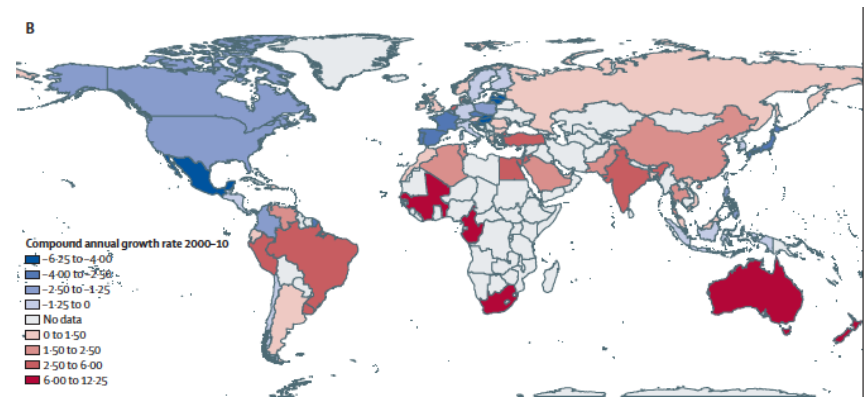 B
Compound annual growth rate 2000–10
–6·25 to –4·00
–4·00 to –2·50
–2·50 to –1·25
–1·25 to 0
No data
0 to 1·50
1·50 to 2·50
2·50 to 6·00
6·00 to 12·25